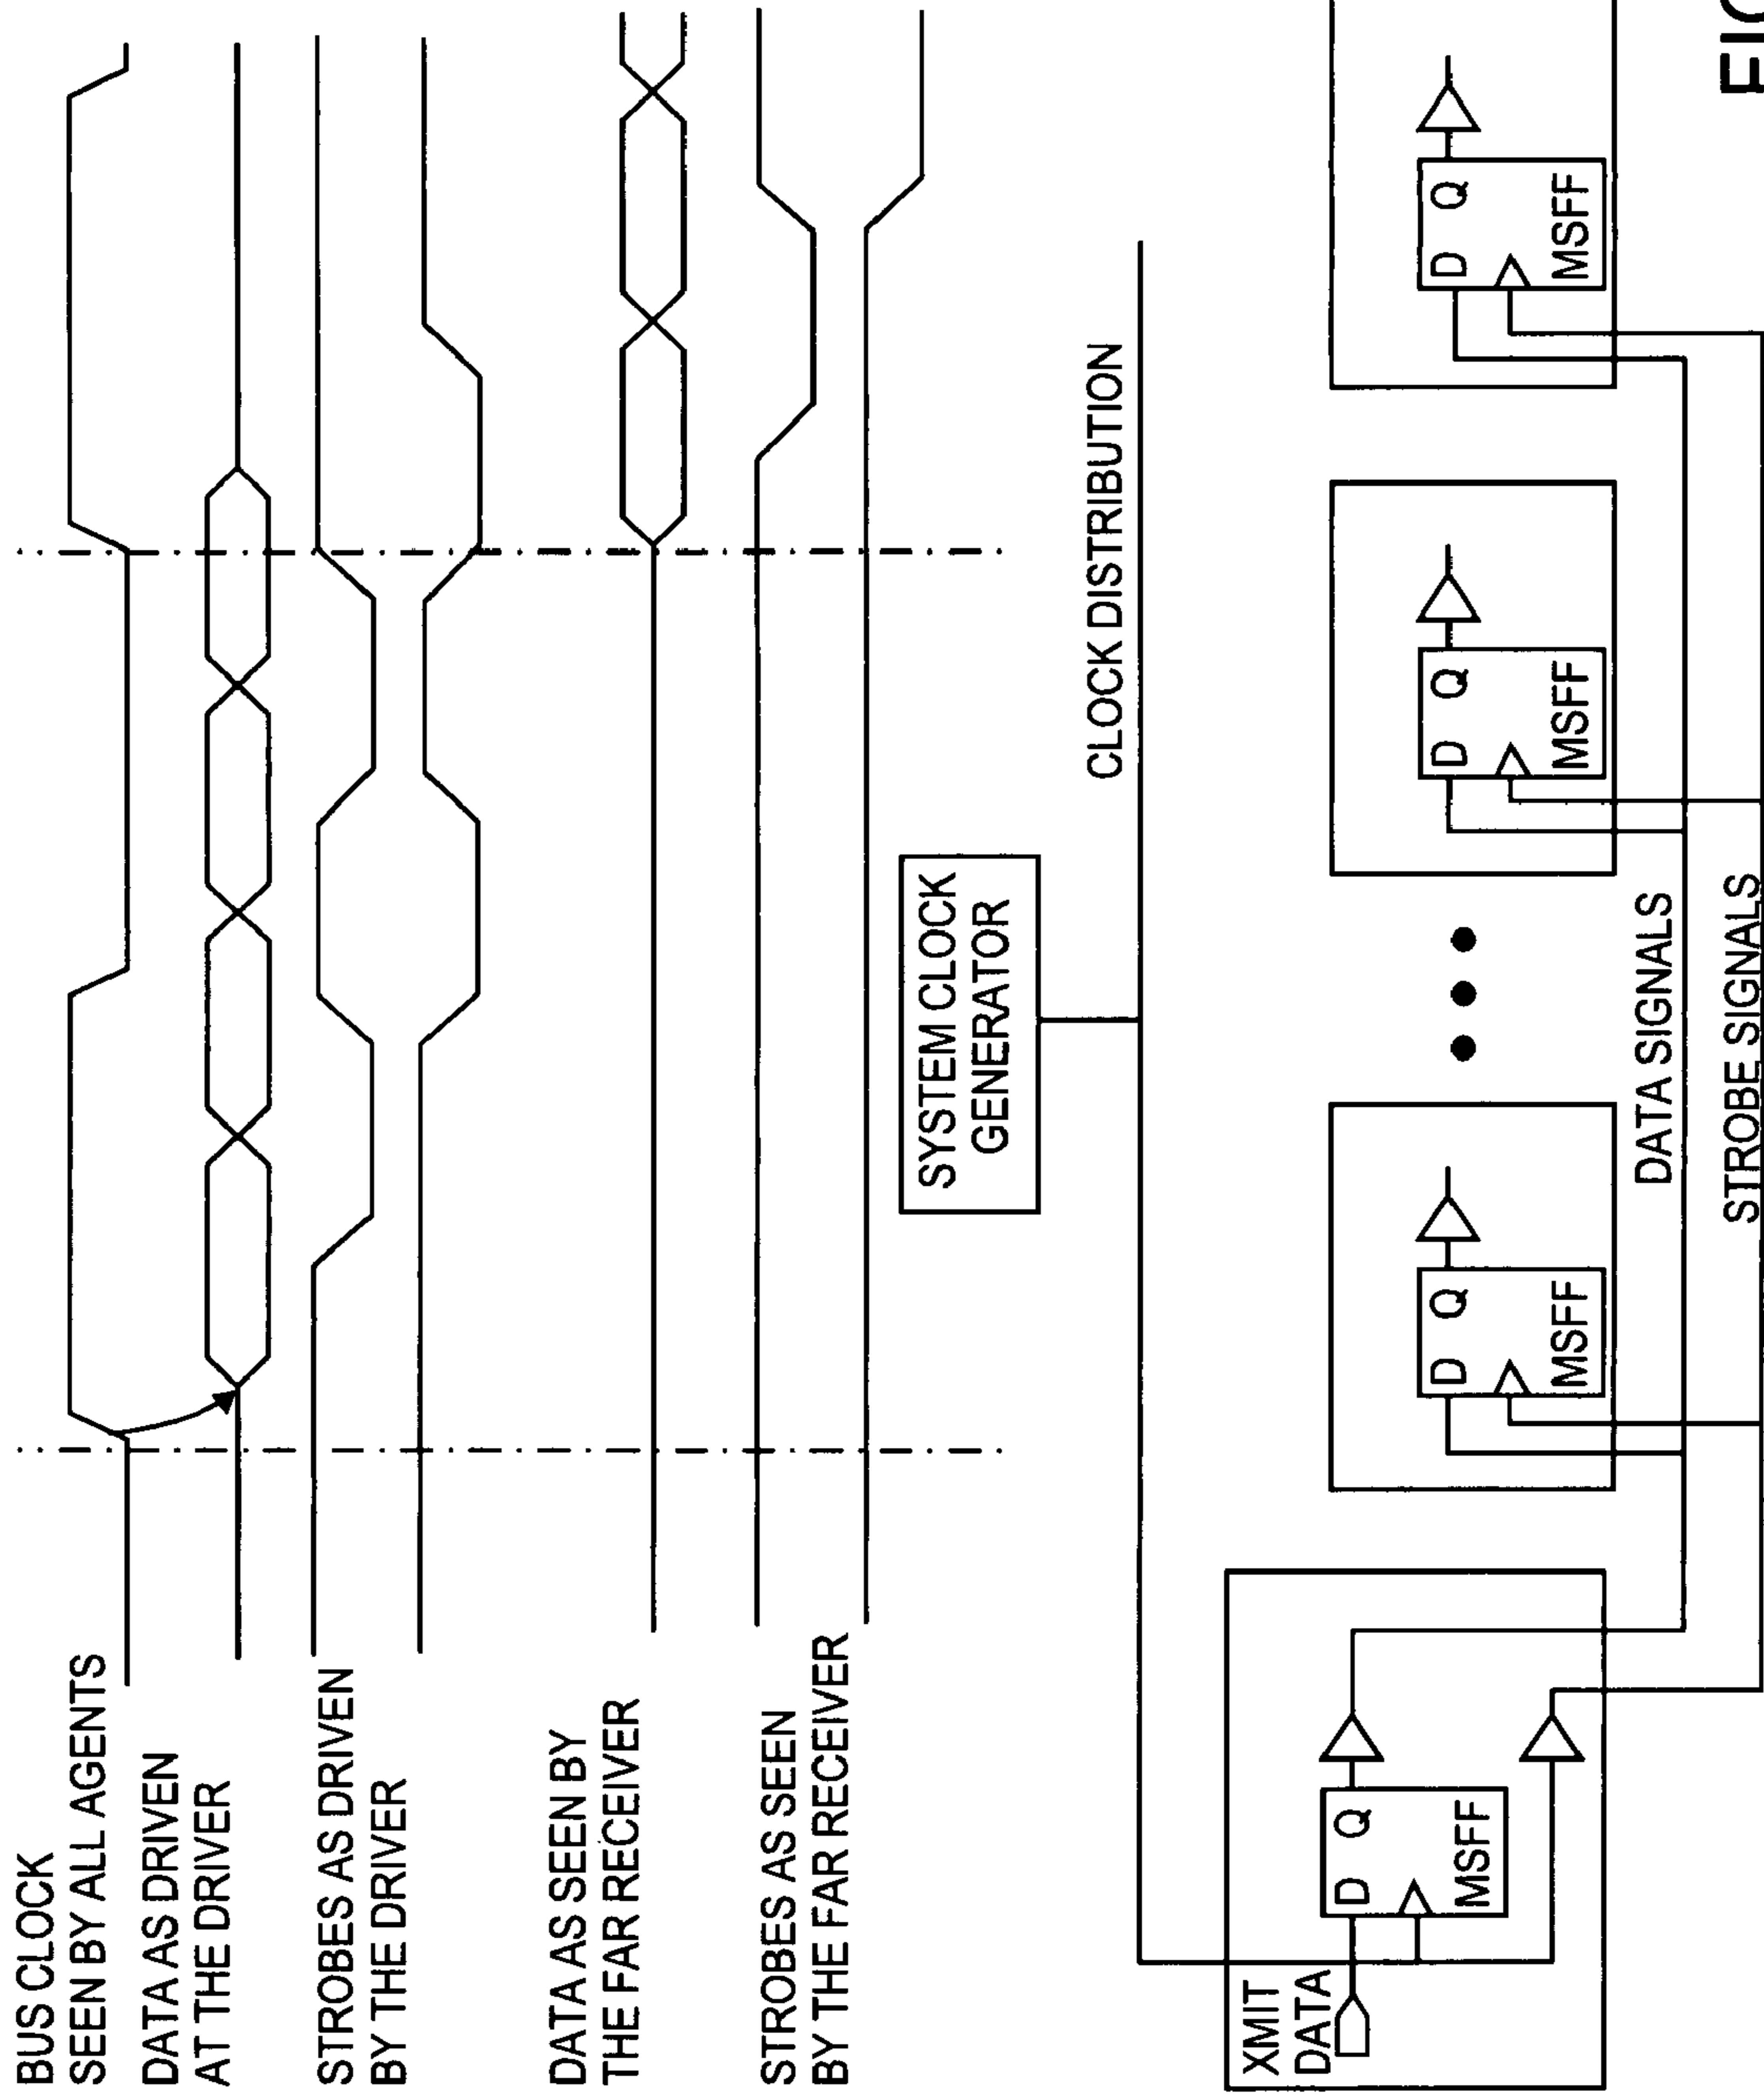 BUS CLOCK
SEEN BY ALL AGENTS
DATA AS DRIVEN
AT THE DRIVER
STROBES AS DRIVEN
BY THE DRIVER
DATA AS SEEN BY
THE FAR RECEIVER
STROBES AS SEEN
BY THE FAR RECEIVER
SYSTEM CLOCK
GENERATOR
CLOCK DISTRIBUTION
XMIT
DATA
D Q
MSFF
D Q
MSFF
D Q
MSFF
D Q
MSFF
DATA SIGNALS
STROBE SIGNALS